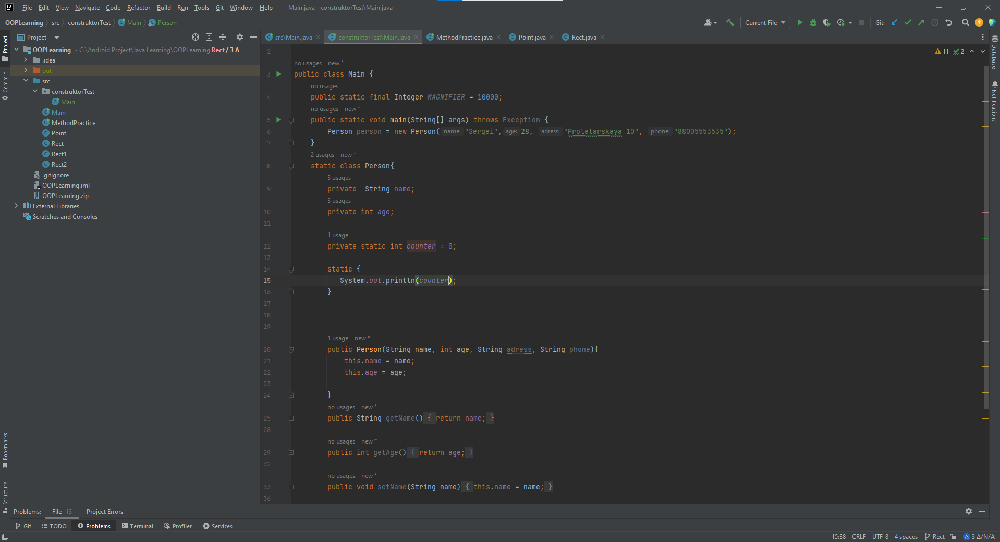 File Edit View Navigate Code Refactor Build Run Tools Git Window Help Main.java - construktorTest\Main.java
OOPLearning src construktorTest Main Person Current File Git:
Project
Commit
Bookmarks
Structure
Project
OOPLearning - C:\Android Project\Java Learning\OOPLearning Rect / 3 Δ
.idea
out
src
construktorTest
Main
Main
MethodPractice
Point
Rect
Rect1
Rect2
.gitignore
OOPLearning.iml
OOPLearning.zip
External Libraries
Scratches and Consoles
src\Main.java construktorTest\Main.java MethodPractice.java Point.java Rect.java
11 2
2
no usages new *
3 public class Main {
no usages
4 public static final Integer MAGNIFIER = 10000;
no usages new *
5 public static void main(String[] args) throws Exception {
6 Person person = new Person( name: "Sergei", age: 28, adress: "Proletarskaya 10", phone: "88005553535");
7 }
2 usages new *
8 static class Person{
3 usages
9 private String name;
3 usages
10 private int age;
11
1 usage
12 private static int counter = 0;
13
14 static {
15 System.out.println(counter);
16 }
17
18
19
1 usage new *
20 public Person(String name, int age, String adress, String phone){
21 this.name = name;
22 this.age = age;
23
24 }
no usages new *
25 public String getName() { return name; }
28
no usages new *
29 public int getAge() { return age; }
32
no usages new *
33 public void setName(String name) { this.name = name; }
36
Database
Notifications
Problems: File 13 Project Errors
Git TODO Problems Terminal Profiler Services
15:38 CRLF UTF-8 4 spaces Rect 3 Δ/N/A